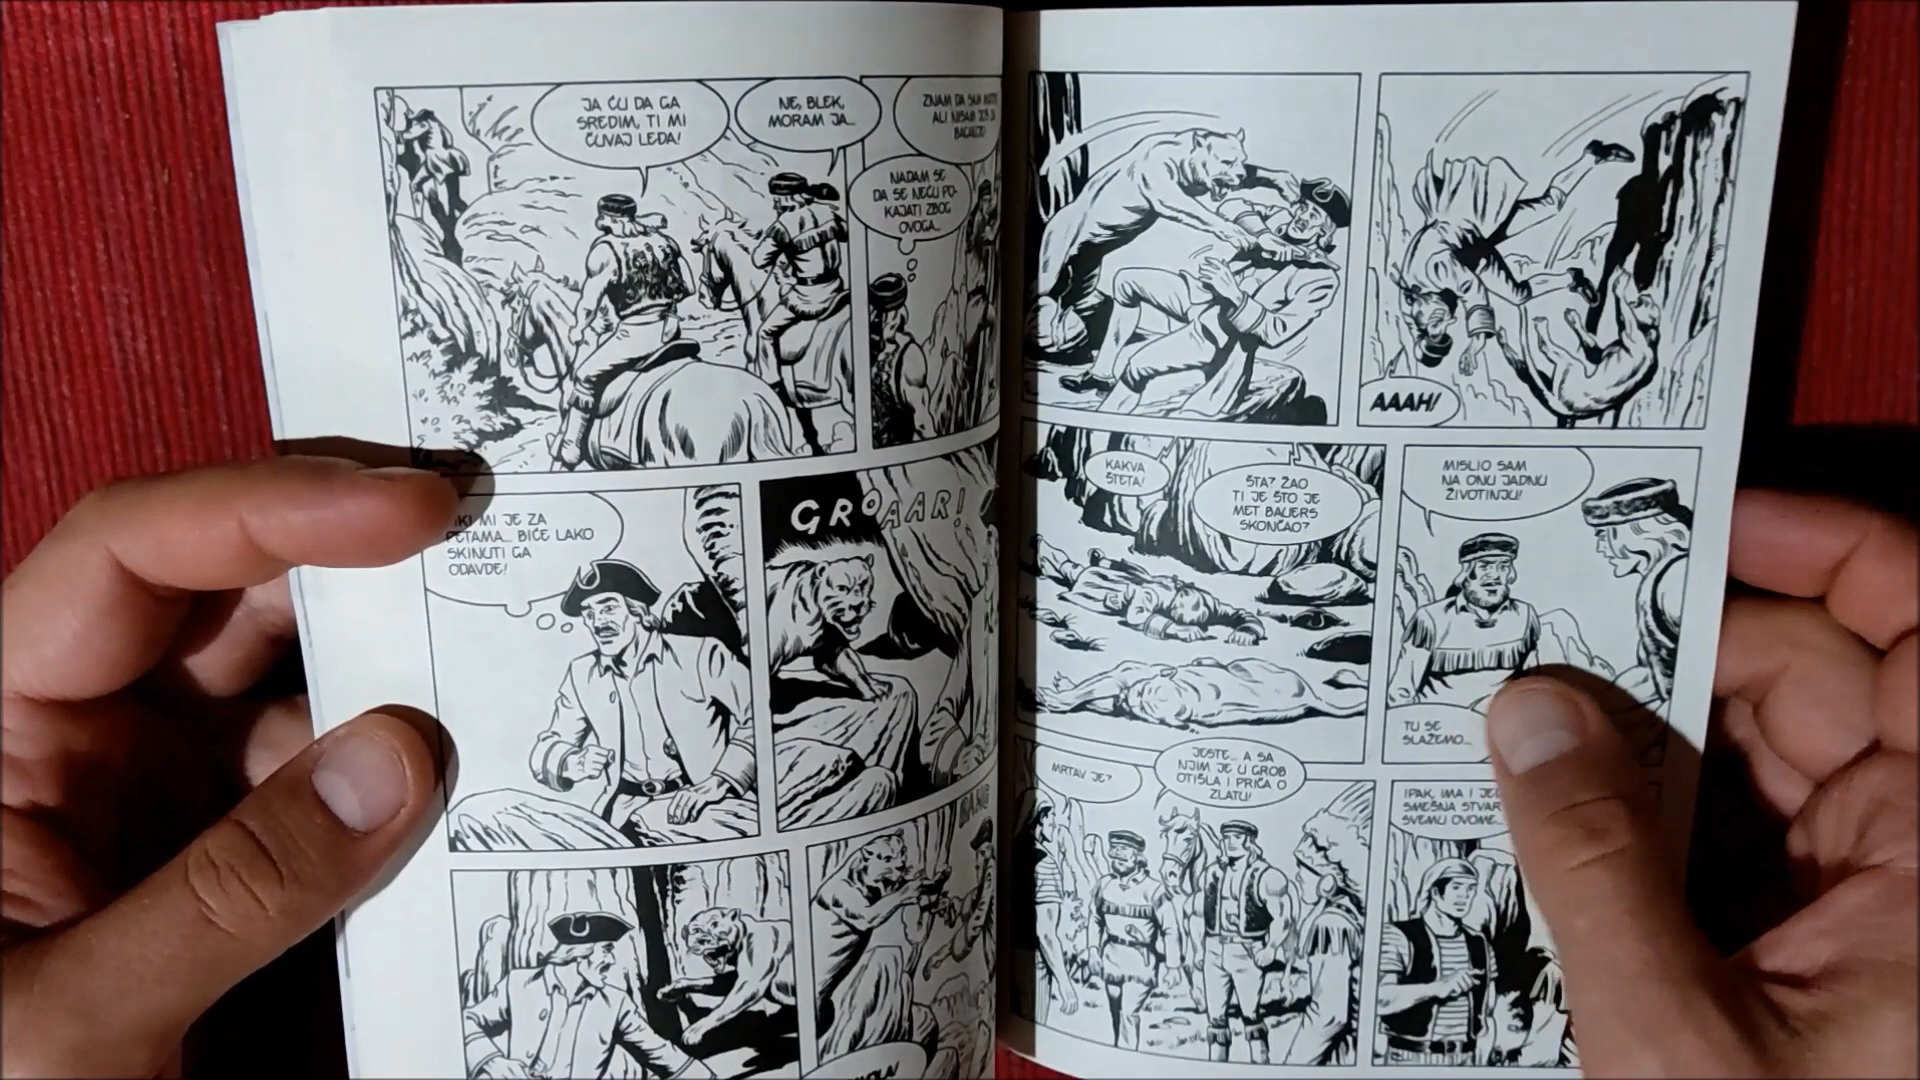 JA ĆU DA GA
SREDIM, TI MI
ČUVAJ LEĐA!
NE, BLEK,
MORAM JA...
ZNAM DA SAM
ALI NISAM
NADAM SE
DA SE NEĆU PO-
KAJATI ZBOG
OVOGA...
MI JE ZA
PETAMA... BIĆE LAKO
SKINUTI GA
ODAVDE!
GROAAR!
BANG
AAAH!
KAKVA
ŠTETA!
ŠTA? ŽAO
TI JE ŠTO JE
MET BAUERS
SKONČAO?
MISLIO SAM
NA ONU JADNU
ŽIVOTINJU!
TU SE
SLAŽEMO...
MRTAV JE?
JESTE... A SA
NJIM JE U GROB
OTIŠLA I PRIČA O
ZLATU!
IPAK, IMA I
SMEŠNA STVAR
SVEMU OVOME...